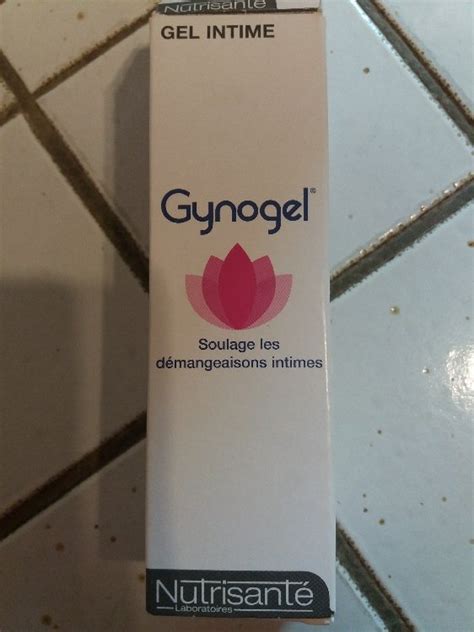 Nutrisanté
GEL INTIME
Gynogel®
Soulage les
démangeaisons intimes
Nutrisanté
Laboratoires